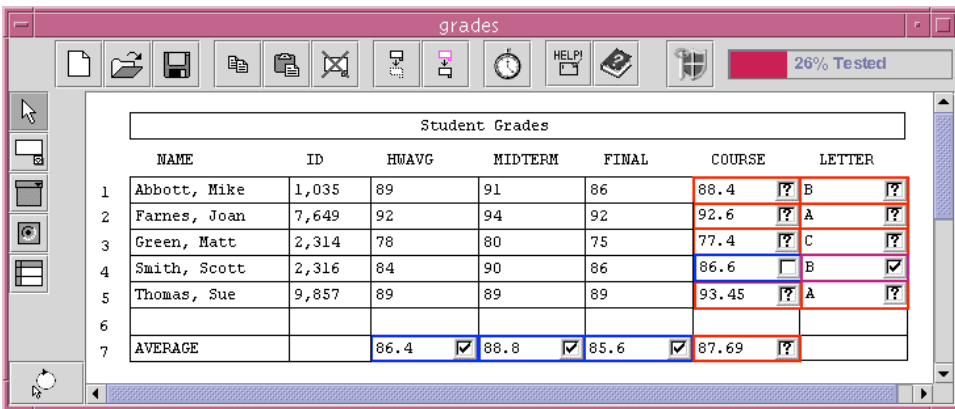 grades
HELP!
26% Tested
Student Grades
NAME ID HWAVG MIDTERM FINAL COURSE LETTER
1 Abbott, Mike 1,035 89 91 86 88.4 ? B ?
2 Farnes, Joan 7,649 92 94 92 92.6 ? A ?
3 Green, Matt 2,314 78 80 75 77.4 ? C ?
4 Smith, Scott 2,316 84 90 86 86.6 B
5 Thomas, Sue 9,857 89 89 89 93.45 ? A ?
6
7 AVERAGE 86.4 88.8 85.6 87.69 ?